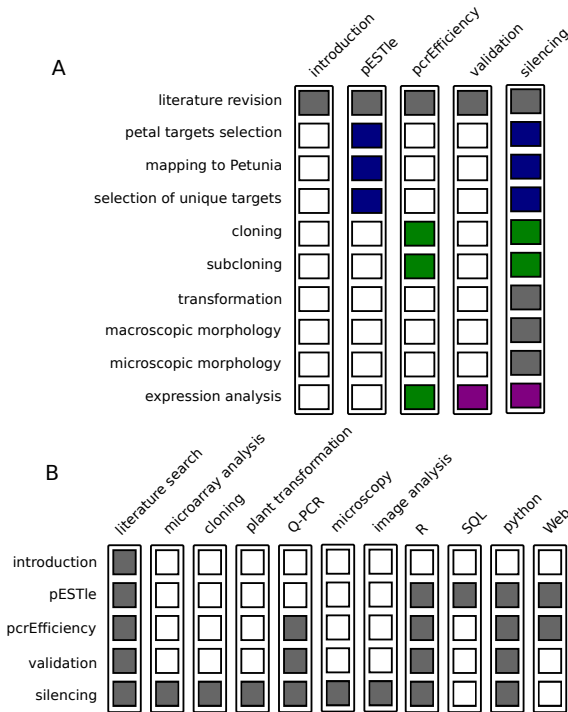 A
introduction
pESTle
pcrEfficiency
validation
silencing
literature revision
petal targets selection
mapping to Petunia
selection of unique targets
cloning
subcloning
transformation
macroscopic morphology
microscopic morphology
expression analysis
B
literature search
microarray analysis
cloning
plant transformation
Q-PCR
microscopy
image analysis
R
SQL
python
Web
introduction
pESTle
pcrEfficiency
validation
silencing